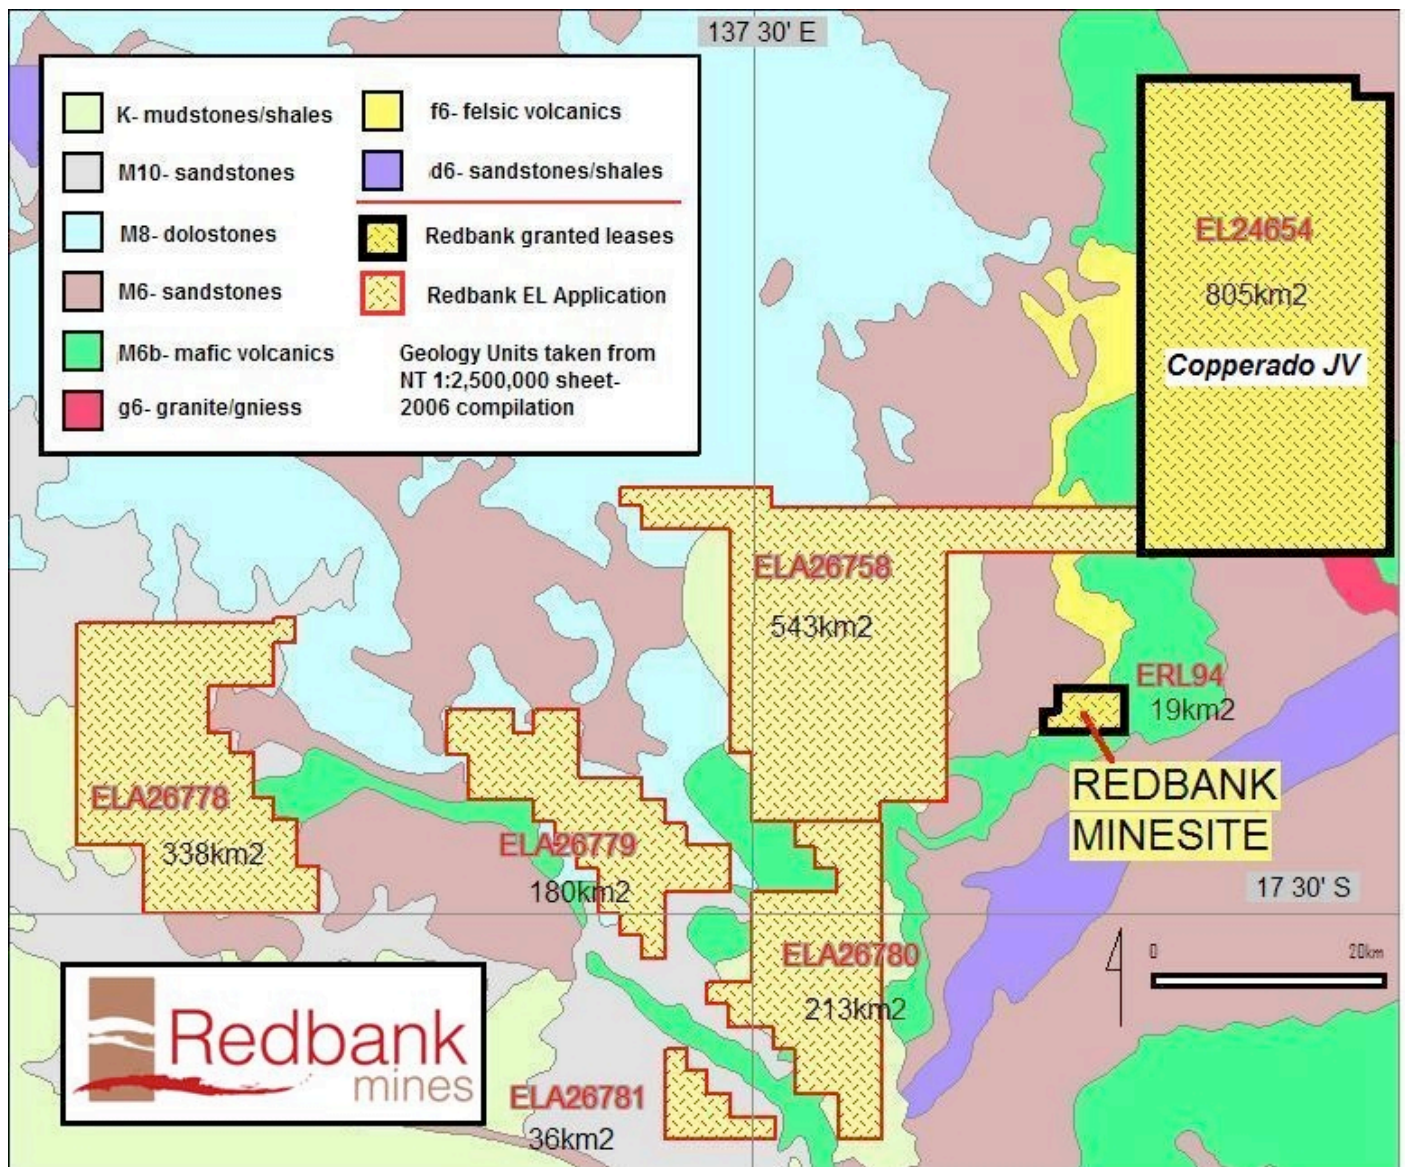 137 30' E
K- mudstones/shales
M10- sandstones
M8- dolostones
M6- sandstones
M6b- mafic volcanics
g6- granite/gniess
f6- felsic volcanics
d6- sandstones/shales
Redbank granted leases
Redbank EL Application
Geology Units taken from
NT 1:2,500,000 sheet-
2006 compilation
EL24654
805km2
Copperado JV
ELA26758
543km2
ERL94
19km2
REDBANK
MINESITE
ELA26778
338km2
ELA26779
180km2
17 30' S
ELA26780
213km2
0 20km
ELA26781
36km2
Redbank
mines